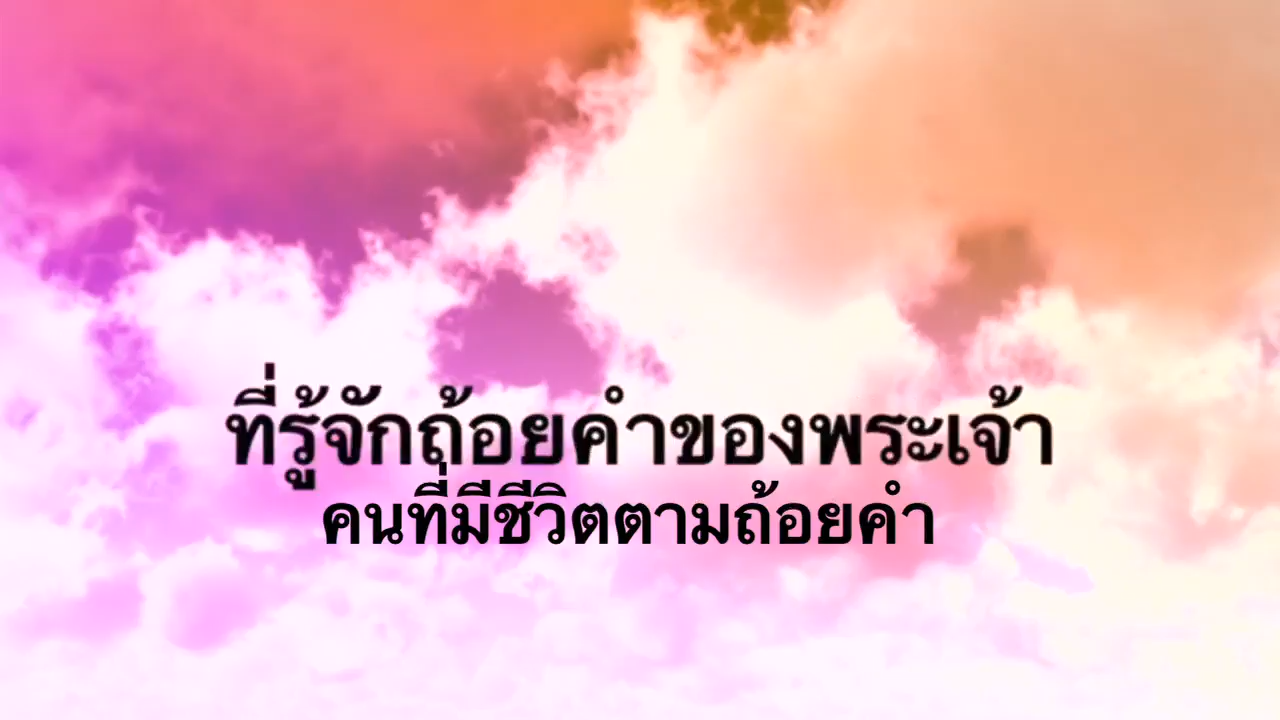 ที่รู้จักถ้อยคำของพระเจ้า
คนที่มีชีวิตตามถ้อยคำ